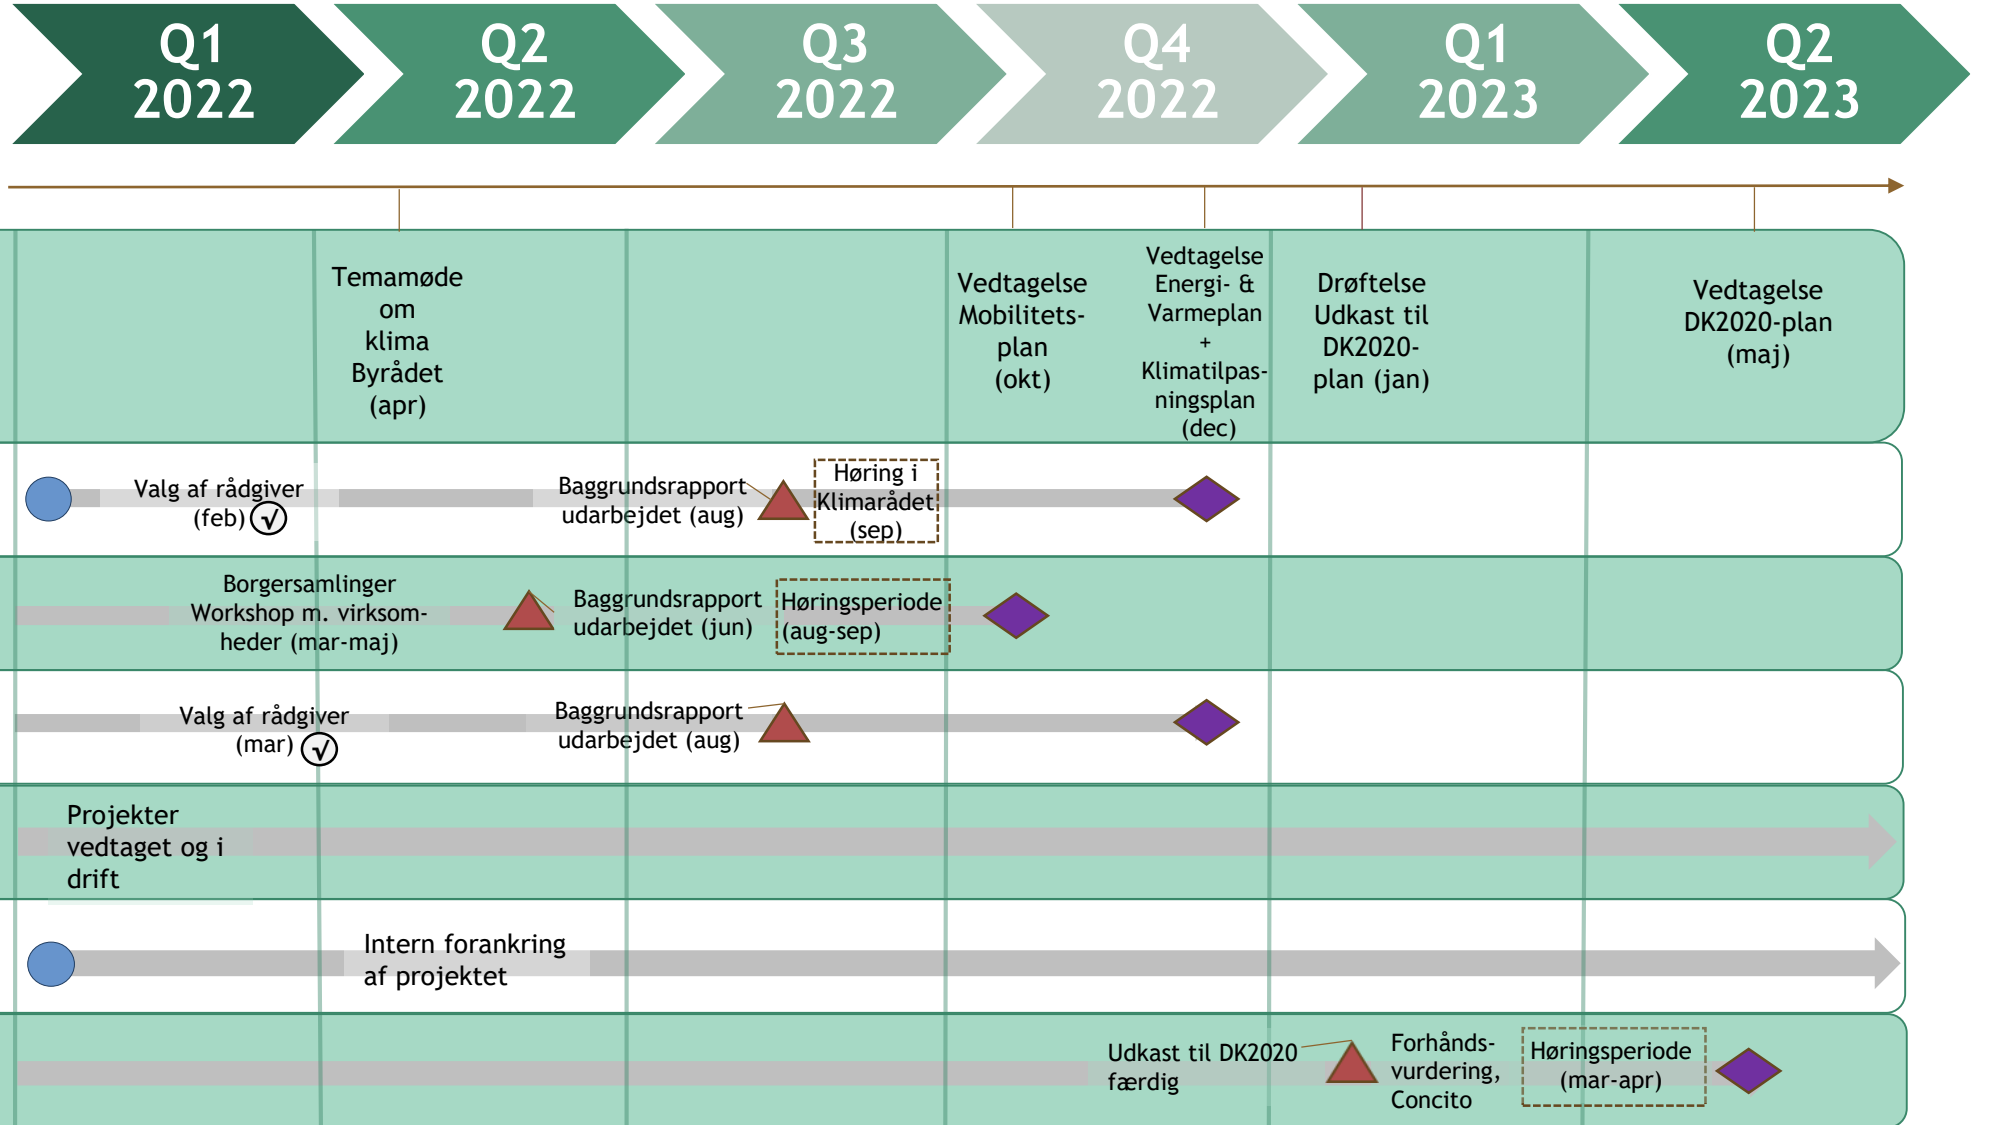 Q1
2022
Q2
2022
Q3
2022
Q4
2022
Q1
2023
Q2
2023
Temamøde
om
klima
Byrådet
(apr)
Vedtagelse
Mobilitets-
plan
(okt)
Vedtagelse
Energi- &
Varmeplan
+
Klimatilpas-
ningsplan
(dec)
Drøftelse
Udkast til
DK2020-
plan (jan)
Vedtagelse
DK2020-plan
(maj)
Valg af rådgiver
(feb) √
Baggrundsrapport
udarbejdet (aug)
Høring i
Klimarådet
(sep)
Borgersamlinger
Workshop m. virksom-
heder (mar-maj)
Baggrundsrapport
udarbejdet (jun)
Høringsperiode
(aug-sep)
Valg af rådgiver
(mar) √
Baggrundsrapport
udarbejdet (aug)
Projekter
vedtaget og i
drift
Intern forankring
af projektet
Udkast til DK2020
færdig
Forhånds-
vurdering,
Concito
Høringsperiode
(mar-apr)